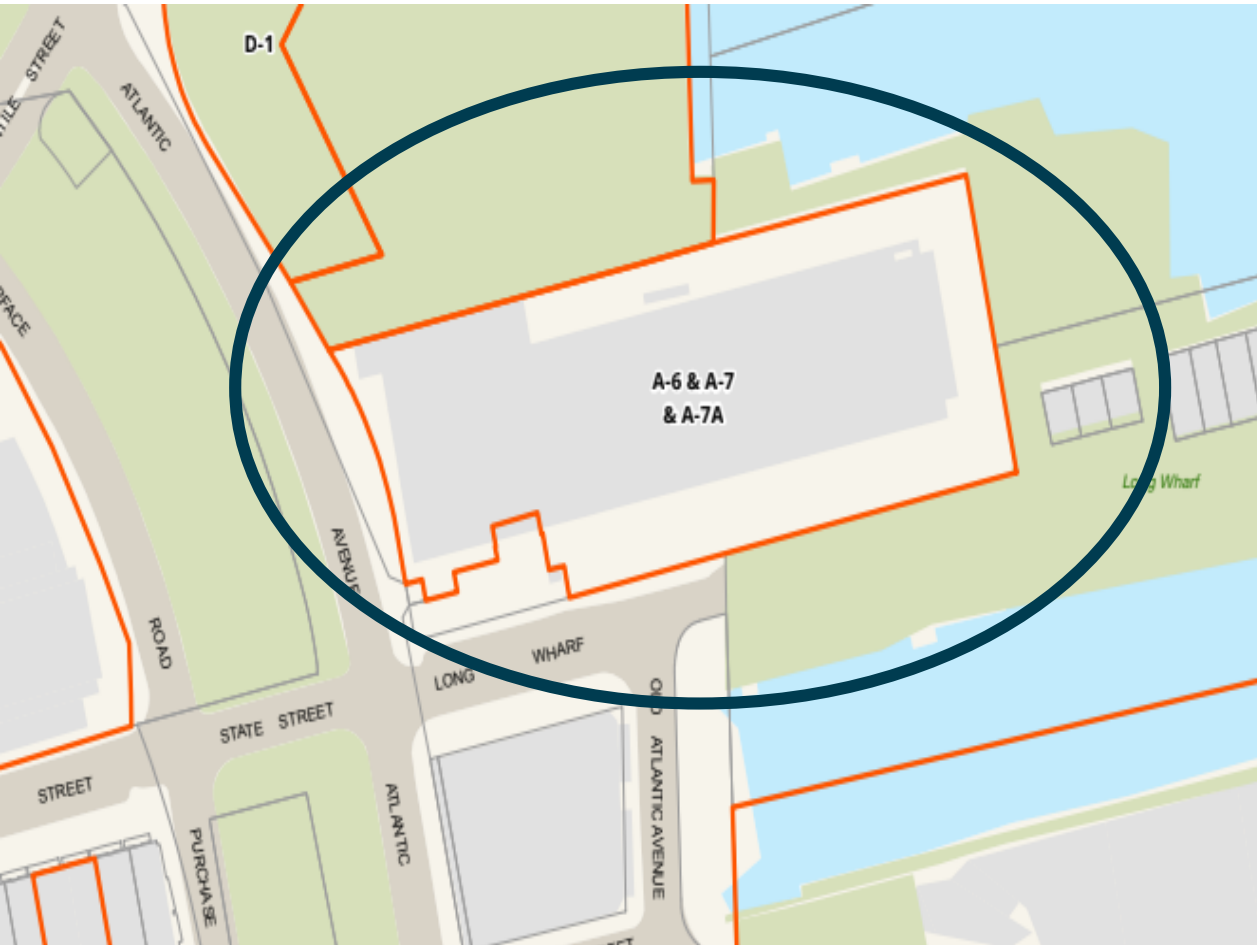 STREET
D-1
ATLANTIC
A-6 & A-7
& A-7A
Long Wharf
AVENUE
ROAD
WHARF
LONG
OLD ATLANTIC AVENUE
STATE STREET
STREET
ATLANTIC
PURCHASE